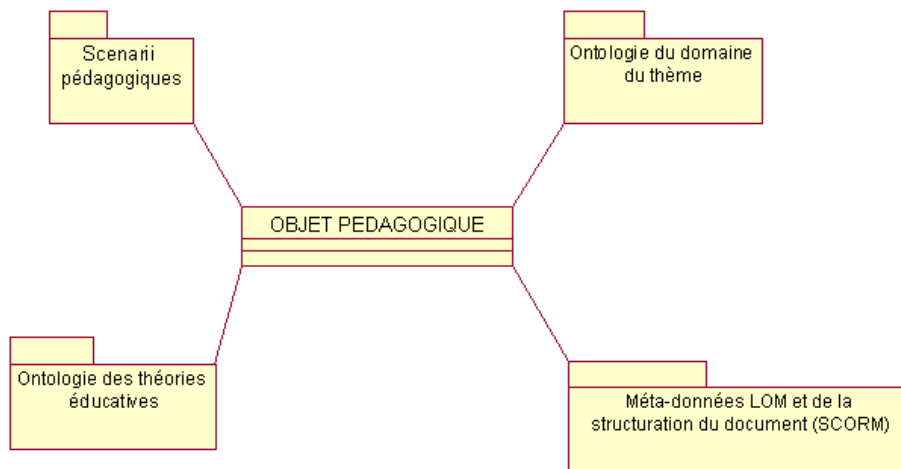 Scenarii
pédagogiques
Ontologie du domaine
du thème
OBJET PEDAGOGIQUE
Ontologie des théories
éducatives
Méta-données LOM et de la
structuration du document (SCORM)